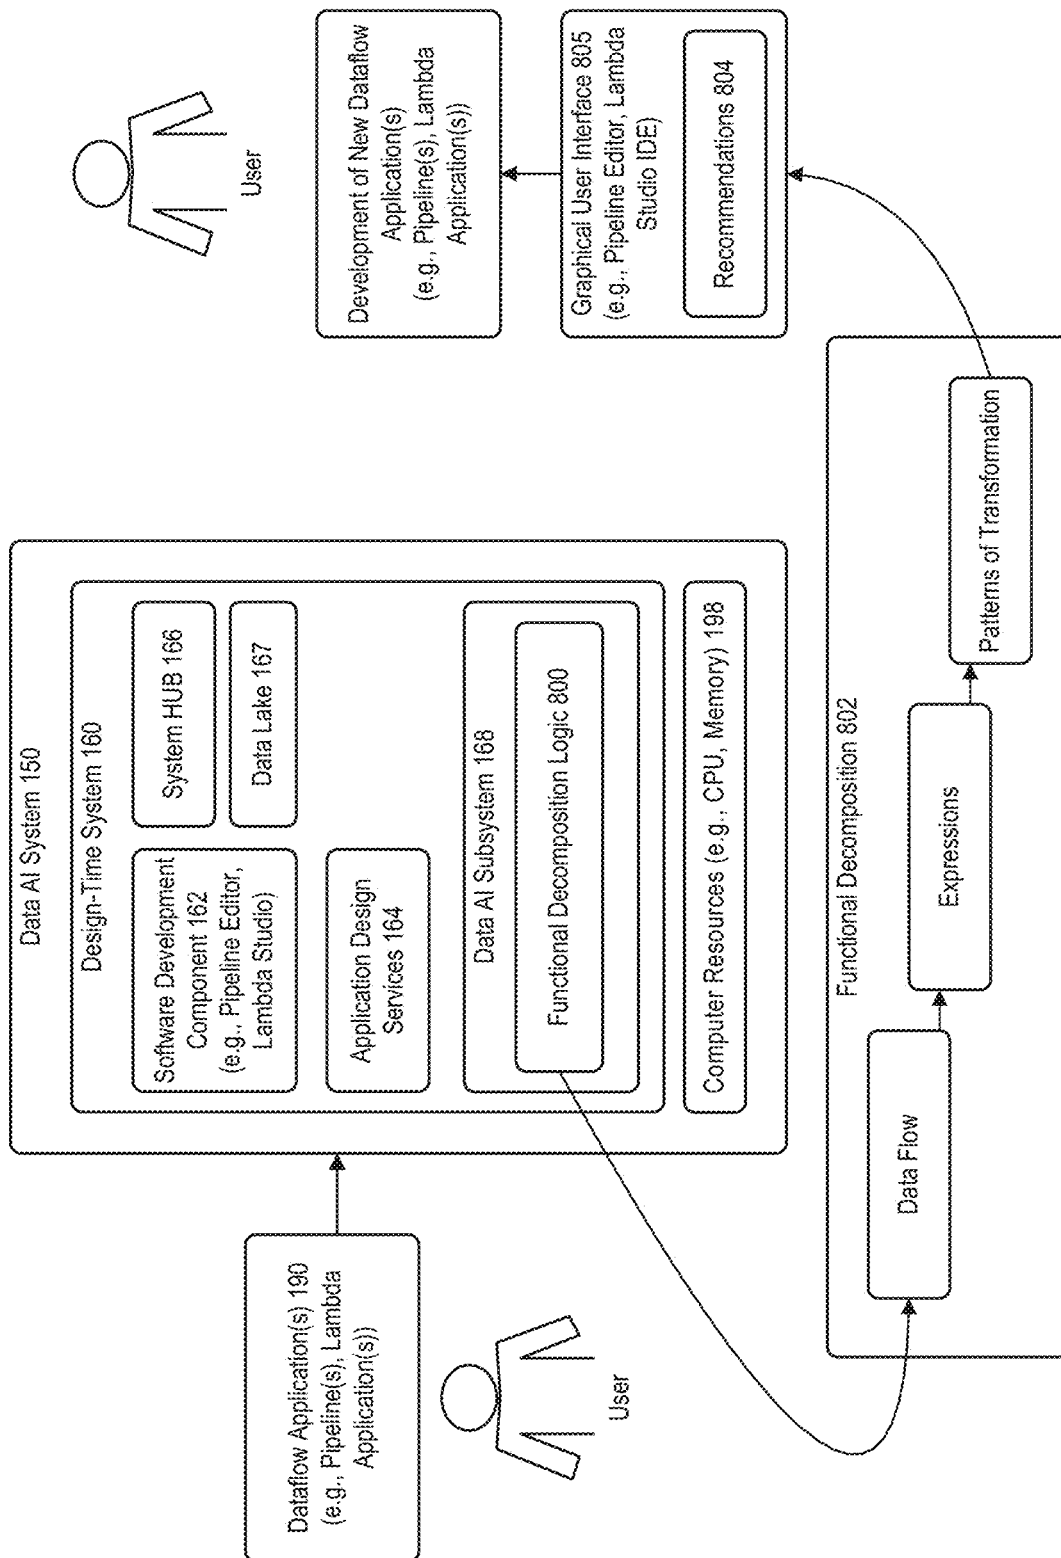 Dataflow Application(s) 190
(e.g., Pipeline(s), Lambda
Application(s))
User
Data AI System 150
Design-Time System 160
Software Development
Component 162
(e.g., Pipeline Editor,
Lambda Studio)
System HUB 166
Data Lake 167
Application Design
Services 164
Data AI Subsystem 168
Functional Decomposition Logic 800
Computer Resources (e.g., CPU, Memory) 198
Functional Decomposition 802
Data Flow
Expressions
Patterns of Transformation
User
Development of New Dataflow
Application(s)
(e.g., Pipeline(s), Lambda
Application(s))
Graphical User Interface 805
(e.g., Pipeline Editor, Lambda
Studio IDE)
Recommendations 804